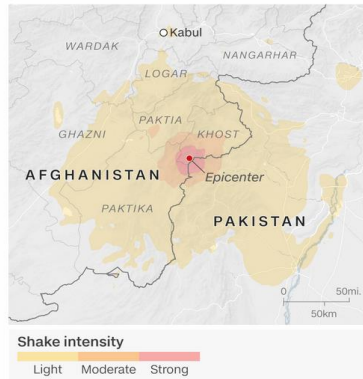 Kabul
WARDAK
NANGARHAR
LOGAR
PAKTIA
GHAZNI
KHOST
AFGHANISTAN
Epicenter
PAKTIKA
PAKISTAN
0 50mi.
50km
Shake intensity
Light Moderate Strong